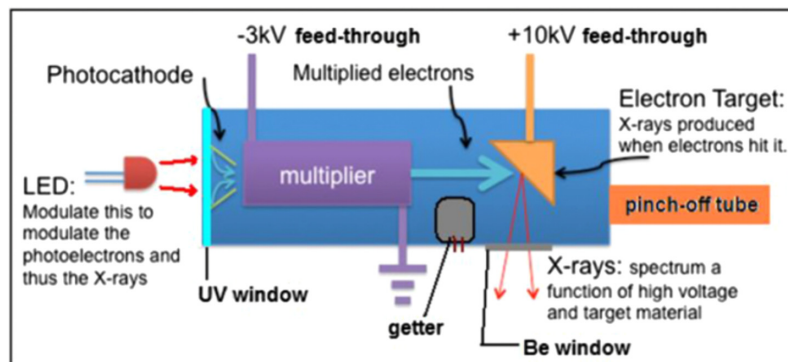 -3kV feed-through
+10kV feed-through
Photocathode
Multiplied electrons
Electron Target:
X-rays produced
when electrons hit it.
multiplier
LED:
Modulate this to
modulate the
photoelectrons and
thus the X-rays
pinch-off tube
UV window
getter
X-rays: spectrum a
function of high voltage
and target material
Be window